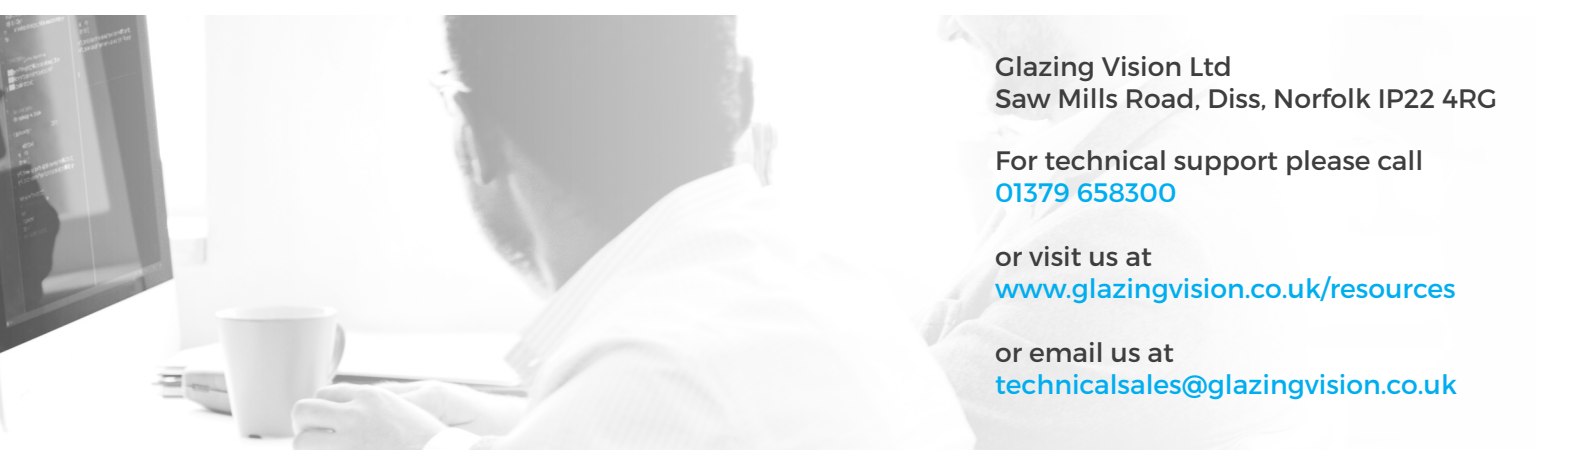 Glazing Vision Ltd
Saw Mills Road, Diss, Norfolk IP22 4RG
For technical support please call
01379 658300
or visit us at
www.glazingvision.co.uk/resources
or email us at
technicalsales@glazingvision.co.uk